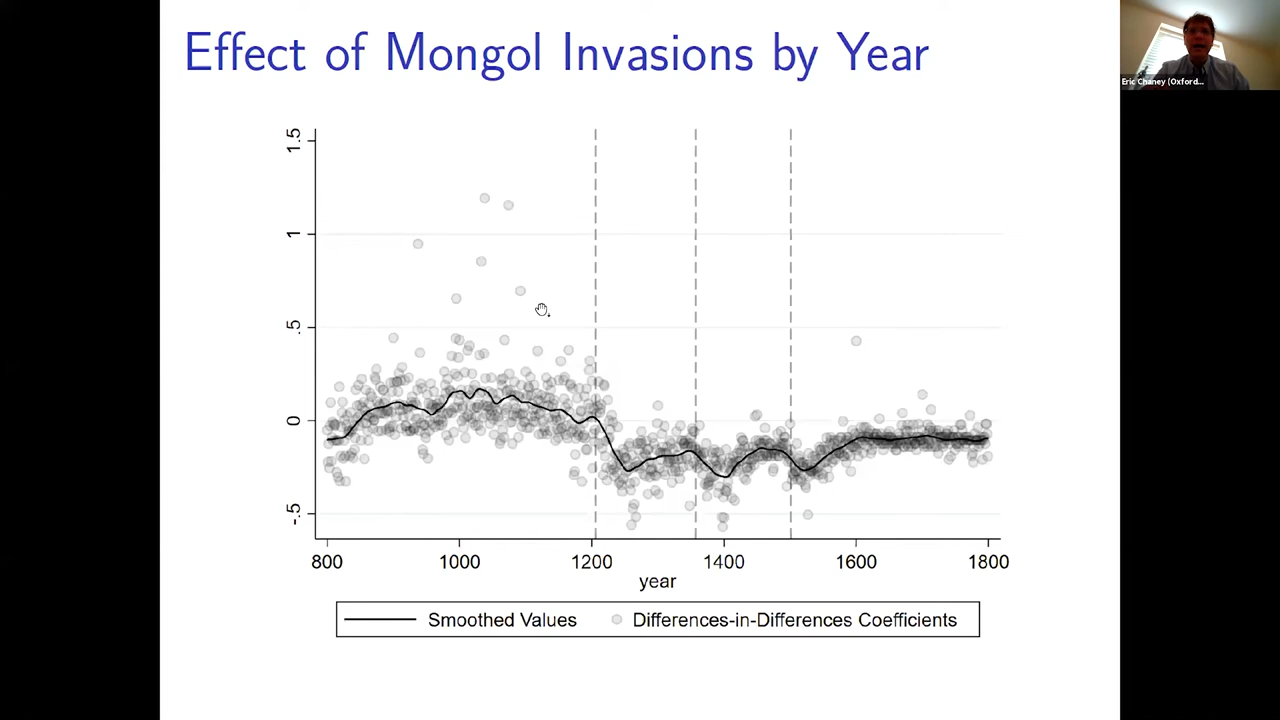 Effect of Mongol Invasions by Year
Eric Chaney (Oxford...
1.5
1
.5
0
-.5
800 1000 1200 1400 1600 1800
year
Smoothed Values Differences-in-Differences Coefficients